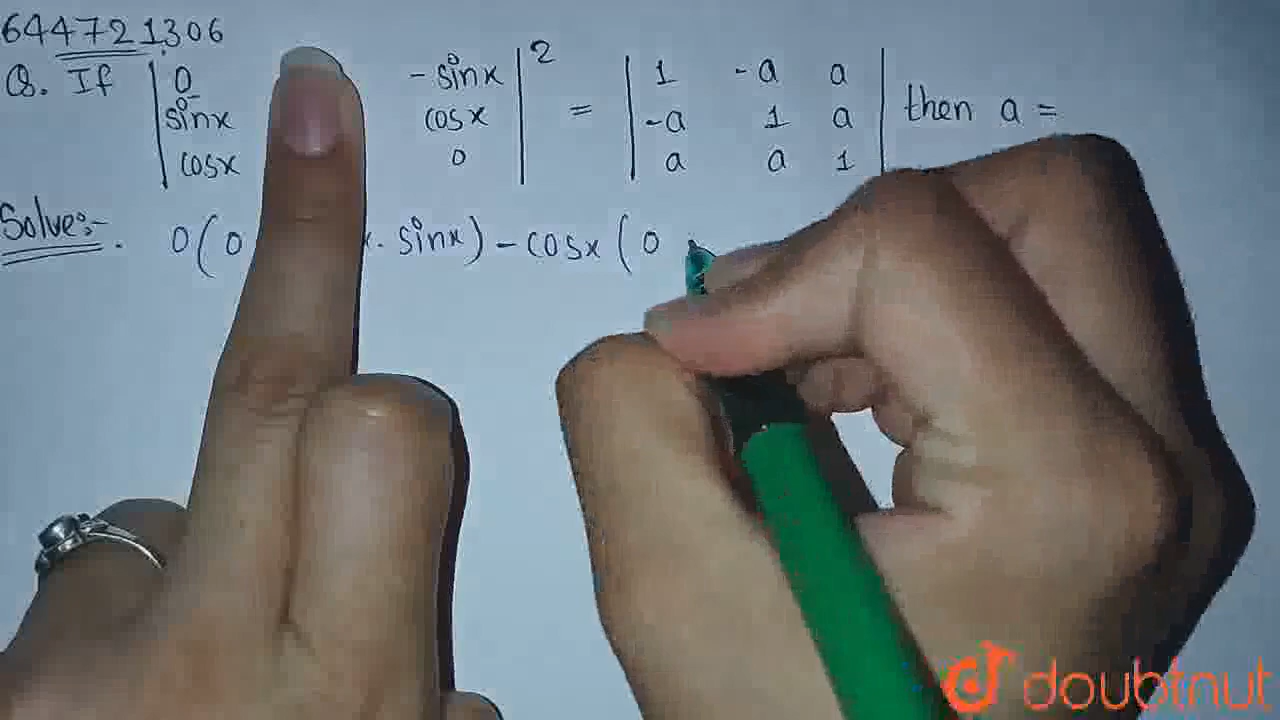 644721306
Q. If | 0 -sinx |² = | 1 -a a | then a =
| sinx cosx | | -a 1 a |
| cosx 0 | | a a 1 |
Solve:- . 0(0 x. sinx) - cosx (0
doubtnut